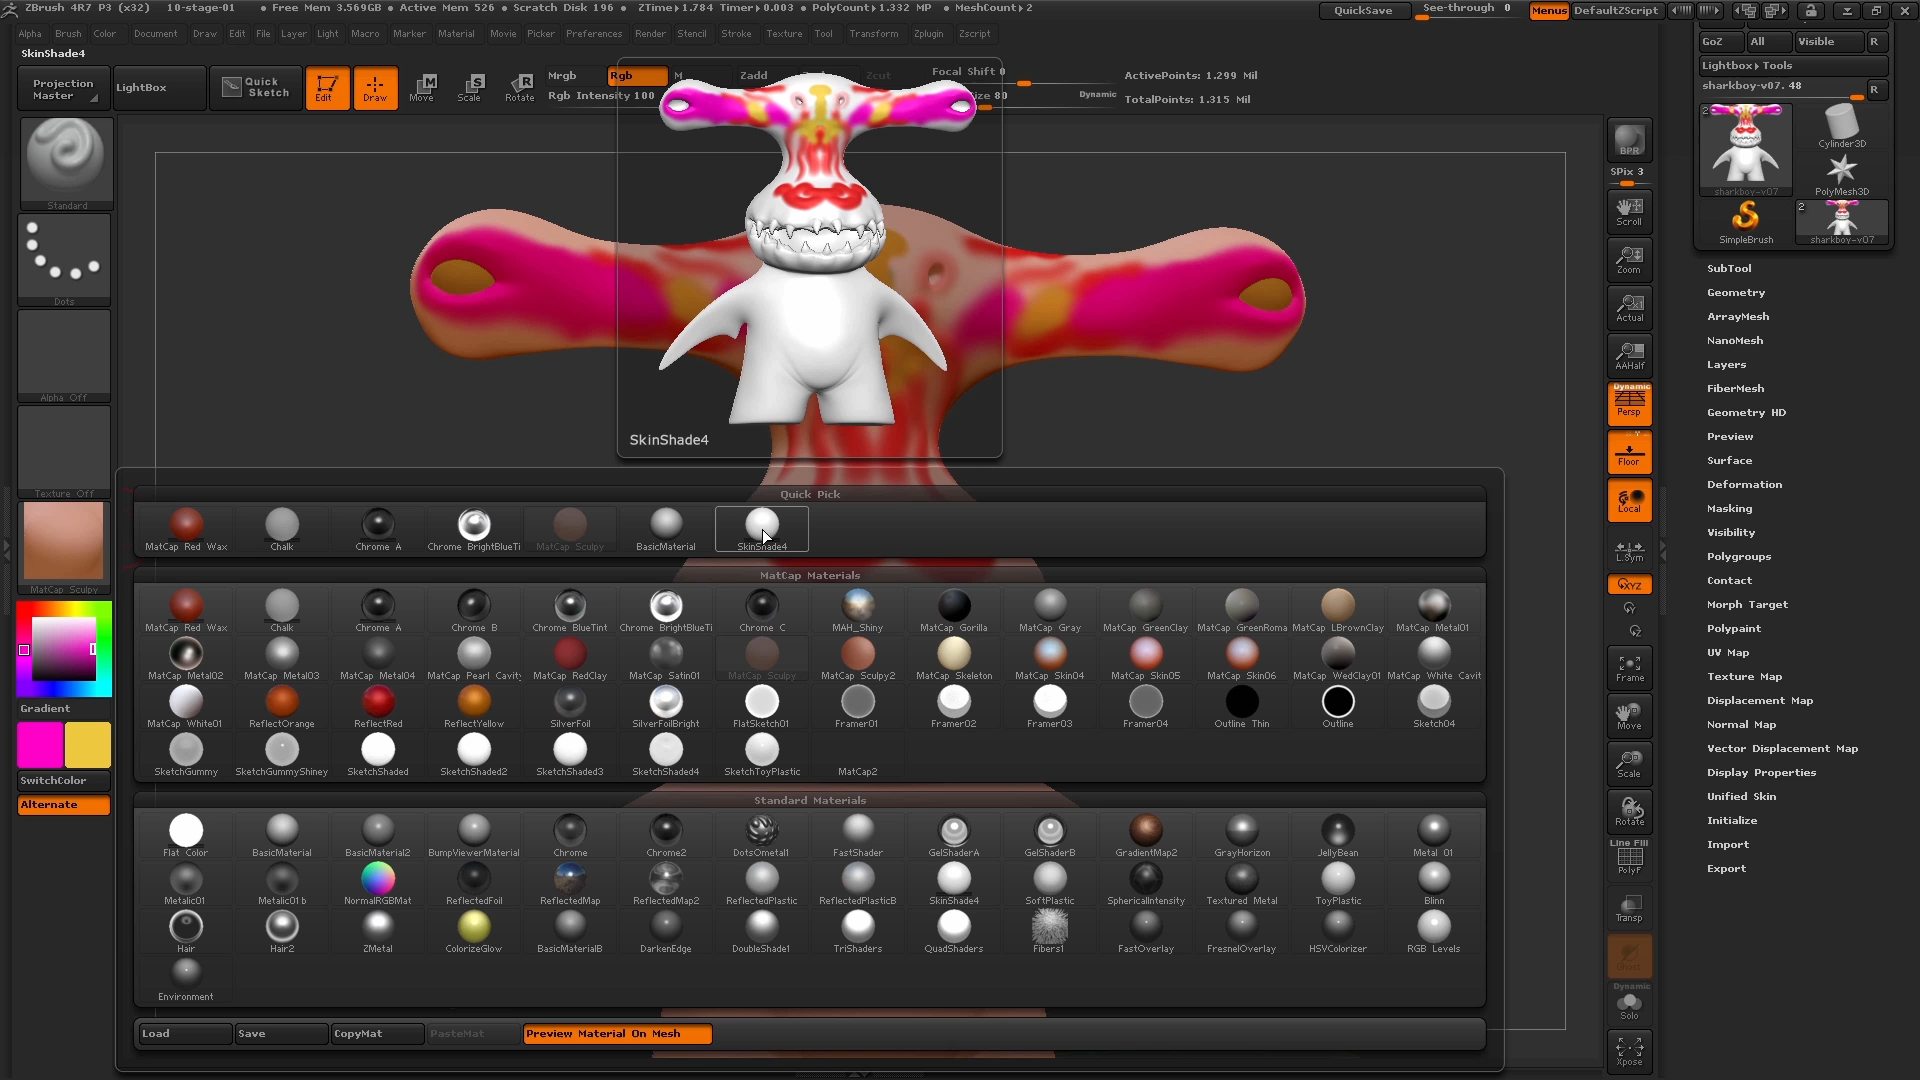 ZBrush 4R7 P3 (x32) 10-stage-01 • Free Mem 3.569GB • Active Mem 526 • Scratch Disk 196 • ZTime▸1.784 Timer▸0.003 • PolyCount▸1.332 MP • MeshCount▸2 QuickSave See-through 0 Menus DefaultZScript
Alpha Brush Color Document Draw Edit File Layer Light Macro Marker Material Movie Picker Preferences Render Stencil Stroke Texture Tool Transform Zplugin Zscript
SkinShade4
Projection Master LightBox Quick Sketch Edit Draw Move Scale Rotate
Mrgb Rgb M Zadd Zcut Focal Shift 0 ActivePoints: 1.299 Mil
Rgb Intensity 100 Size 80 Dynamic TotalPoints: 1.315 Mil
GoZ All Visible R
Lightbox▸Tools
sharkboy-v07. 48 R
2
Cylinder3D
sharkboy-v07 PolyMesh3D
2
SimpleBrush sharkboy-v07
Standard
Dots
Alpha Off
Texture Off
MatCap Sculpy
Gradient
SwitchColor
Alternate
SkinShade4
Quick Pick
MatCap Red Wax Chalk Chrome A Chrome BrightBlueTi MatCap Sculpy BasicMaterial SkinShade4
MatCap Materials
MatCap Red Wax Chalk Chrome A Chrome B Chrome BlueTint Chrome BrightBlueTi Chrome C MAH_Shiny MatCap Gorilla MatCap Gray MatCap GreenClay MatCap GreenRoma MatCap LBrownClay MatCap Metal01
MatCap Metal02 MatCap Metal03 MatCap Metal04 MatCap Pearl Cavity MatCap RedClay MatCap Satin01 MatCap Sculpy MatCap Sculpy2 MatCap Skeleton MatCap Skin04 MatCap Skin05 MatCap Skin06 MatCap WedClay01 MatCap White Cavit
MatCap White01 ReflectOrange ReflectRed ReflectYellow SilverFoil SilverFoilBright FlatSketch01 Framer01 Framer02 Framer03 Framer04 Outline Thin Outline Sketch04
SketchGummy SketchGummyShiney SketchShaded SketchShaded2 SketchShaded3 SketchShaded4 SketchToyPlastic MatCap2
Standard Materials
Flat Color BasicMaterial BasicMaterial2 BumpViewerMaterial Chrome Chrome2 DotsOmetal1 FastShader GelShaderA GelShaderB GradientMap2 GrayHorizon JellyBean Metal 01
Metalic01 Metalic01 b NormalRGBMat ReflectedFoil ReflectedMap ReflectedMap2 ReflectedPlastic ReflectedPlasticB SkinShade4 SoftPlastic SphericalIntensity Textured Metal ToyPlastic Blinn
Hair Hair2 ZMetal ColorizeGlow BasicMaterialB DarkenEdge DoubleShade1 TriShaders QuadShaders Fibers1 FastOverlay FresnelOverlay HSVColorizer RGB Levels
Environment
Load Save CopyMat PasteMat Preview Material On Mesh
BPR
SPix 3
Scroll
Zoom
Actual
AAHalf
Dynamic
Persp
Floor
Local
L.Sym
XYZ
Y
Z
Frame
Move
Scale
Rotate
Line Fill
PolyF
Transp
Ghost
Dynamic
Solo
Xpose
SubTool
Geometry
ArrayMesh
NanoMesh
Layers
FiberMesh
Geometry HD
Preview
Surface
Deformation
Masking
Visibility
Polygroups
Contact
Morph Target
Polypaint
UV Map
Texture Map
Displacement Map
Normal Map
Vector Displacement Map
Display Properties
Unified Skin
Initialize
Import
Export